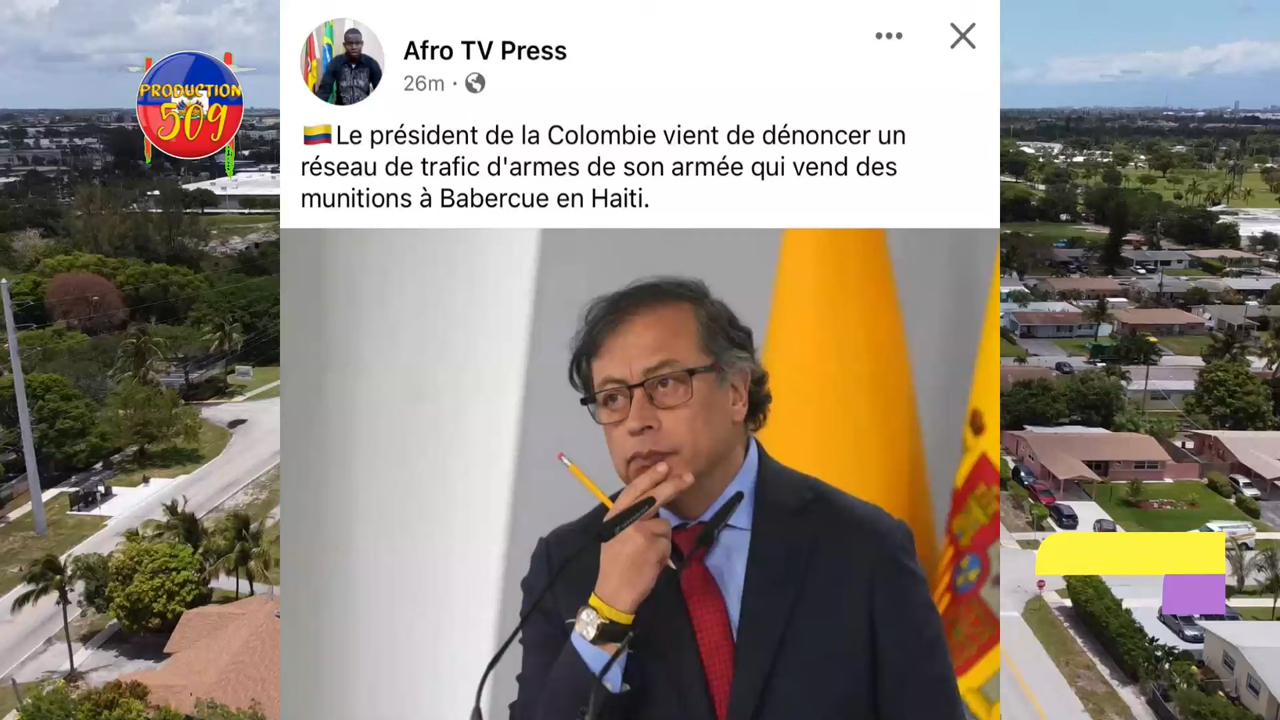 PRODUCTION
509
Afro TV Press
26m ·
🇨🇴Le président de la Colombie vient de dénoncer un
réseau de trafic d'armes de son armée qui vend des
munitions à Babercue en Haiti.